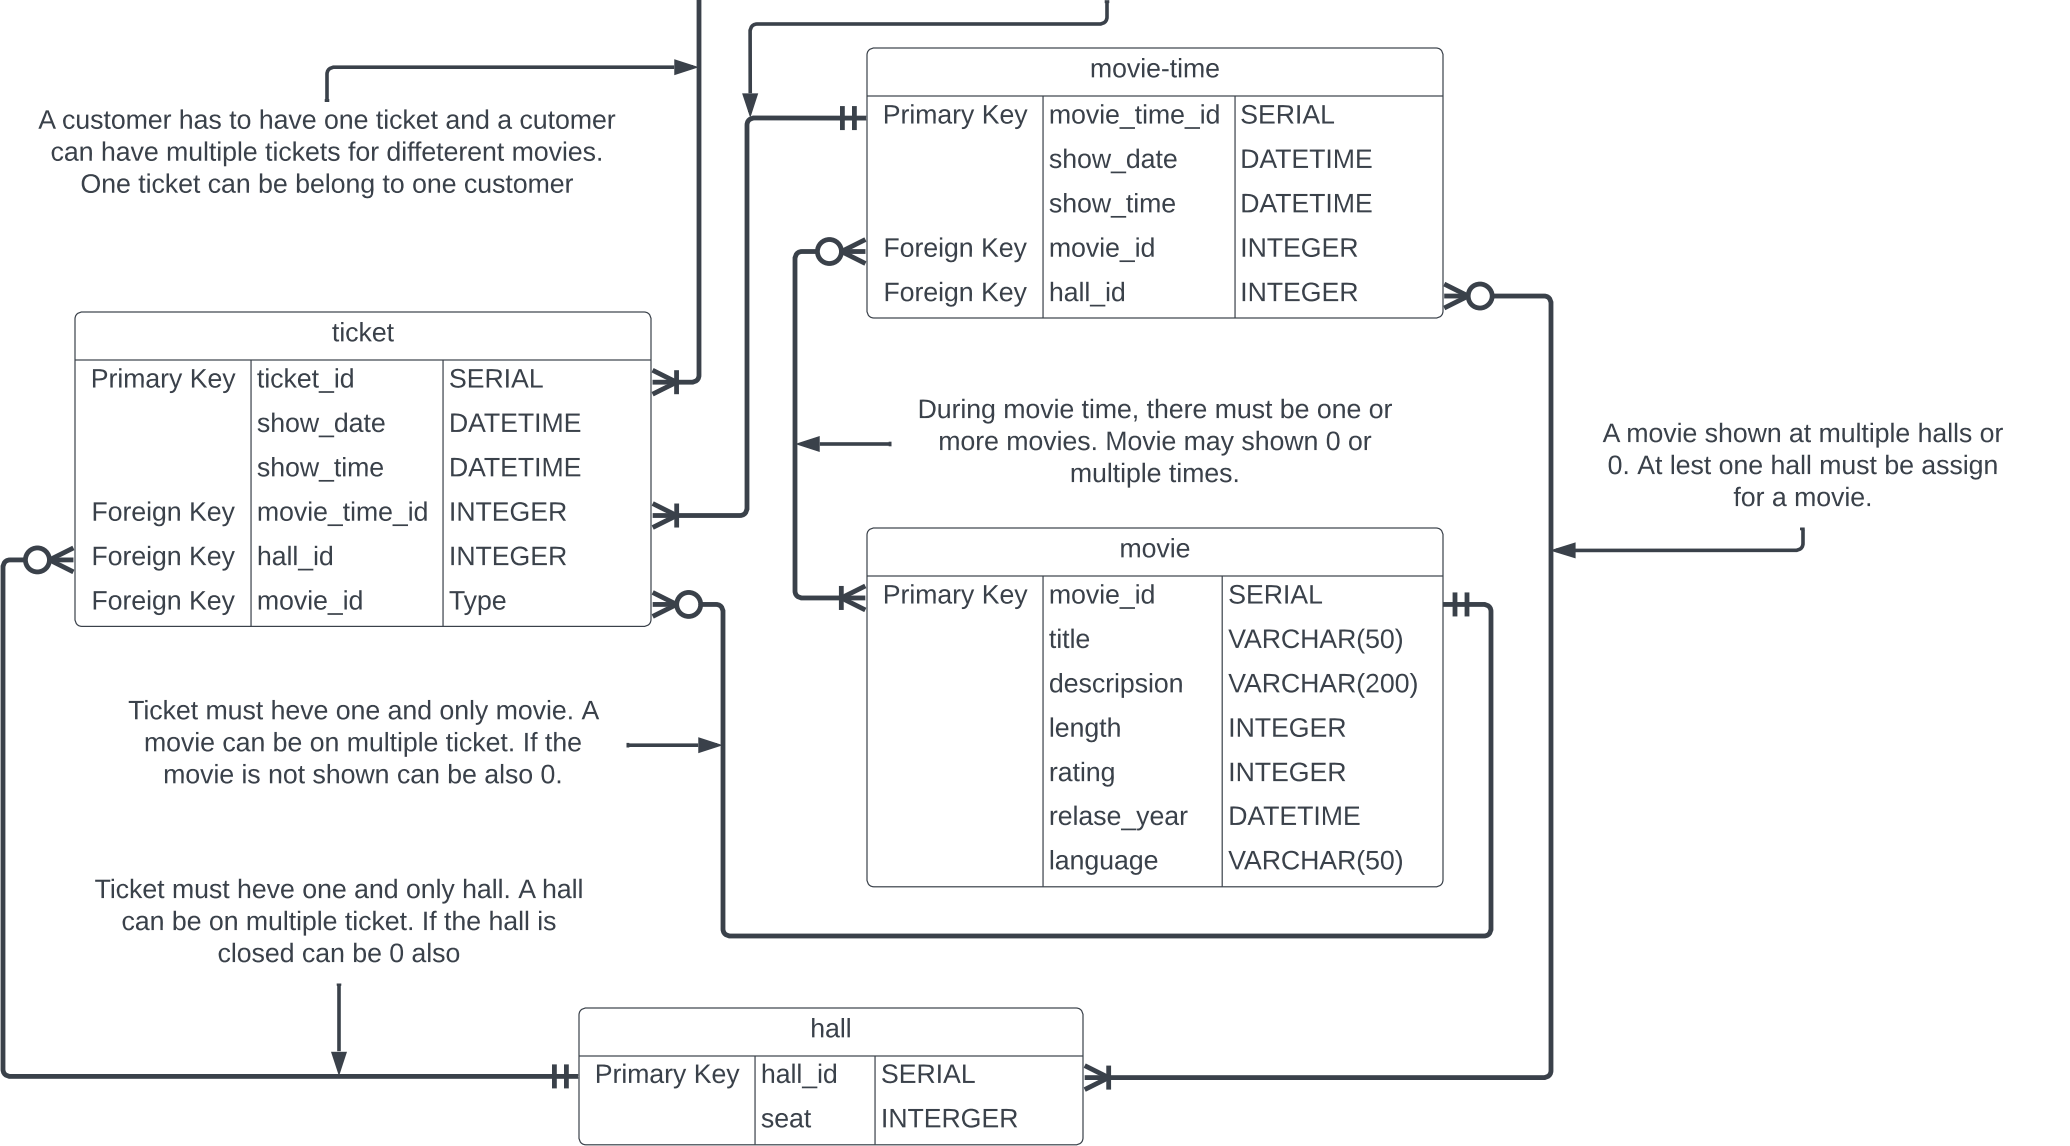 A customer has to have one ticket and a cutomer
can have multiple tickets for diffeterent movies.
One ticket can be belong to one customer
movie-time
Primary Key movie_time_id SERIAL
show_date DATETIME
show_time DATETIME
Foreign Key movie_id INTEGER
Foreign Key hall_id INTEGER
ticket
Primary Key ticket_id SERIAL
show_date DATETIME
show_time DATETIME
Foreign Key movie_time_id INTEGER
Foreign Key hall_id INTEGER
Foreign Key movie_id Type
During movie time, there must be one or
more movies. Movie may shown 0 or
multiple times.
A movie shown at multiple halls or
0. At lest one hall must be assign
for a movie.
movie
Primary Key movie_id SERIAL
title VARCHAR(50)
descripsion VARCHAR(200)
length INTEGER
rating INTEGER
relase_year DATETIME
language VARCHAR(50)
Ticket must heve one and only movie. A
movie can be on multiple ticket. If the
movie is not shown can be also 0.
Ticket must heve one and only hall. A hall
can be on multiple ticket. If the hall is
closed can be 0 also
hall
Primary Key hall_id SERIAL
seat INTERGER